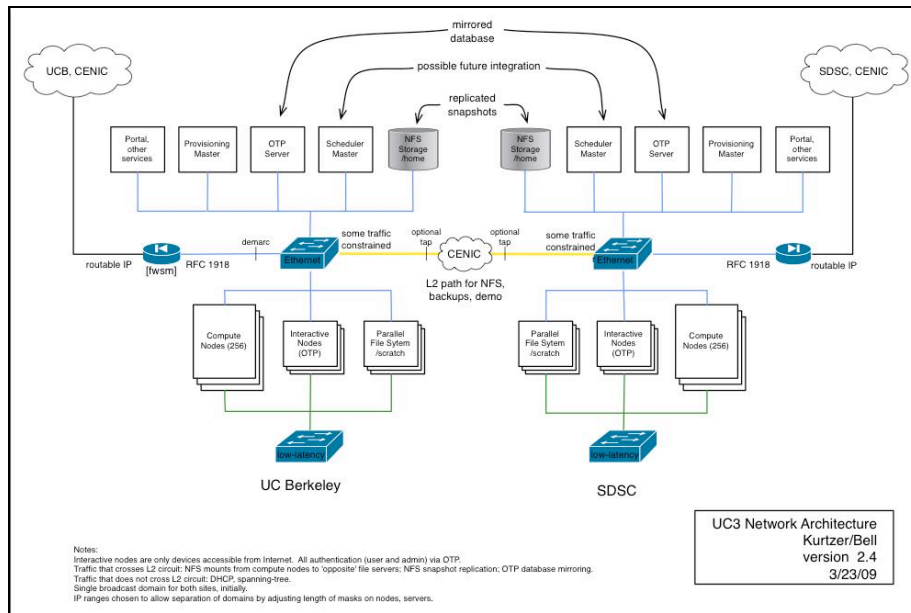 mirrored
database
UCB, CENIC
SDSC, CENIC
possible future integration
replicated
snapshots
Portal,
other
services
Provisioning
Master
OTP
Server
Scheduler
Master
NFS
Storage
/home
NFS
Storage
/home
Scheduler
Master
OTP
Server
Provisioning
Master
Portal,
other
services
routable IP
[fwsm]
RFC 1918
demarc
Ethernet
some traffic
constrained
optional
tap
CENIC
optional
tap
some traffic
constrained
Ethernet
RFC 1918
routable IP
L2 path for NFS,
backups, demo
Compute
Nodes (256)
Interactive
Nodes
(OTP)
Parallel
File Sytem
/scratch
Parallel
File Sytem
/scratch
Interactive
Nodes
(OTP)
Compute
Nodes (256)
low-latency
low-latency
UC Berkeley
SDSC
UC3 Network Architecture
Kurtzer/Bell
version 2.4
3/23/09
Notes:
Interactive nodes are only devices accessible from Internet. All authentication (user and admin) via OTP.
Traffic that crosses L2 circuit: NFS mounts from compute nodes to 'opposite' file servers; NFS snapshot replication; OTP database mirroring.
Traffic that does not cross L2 circuit: DHCP, spanning-tree.
Single broadcast domain for both sites, initially.
IP ranges chosen to allow separation of domains by adjusting length of masks on nodes, servers.